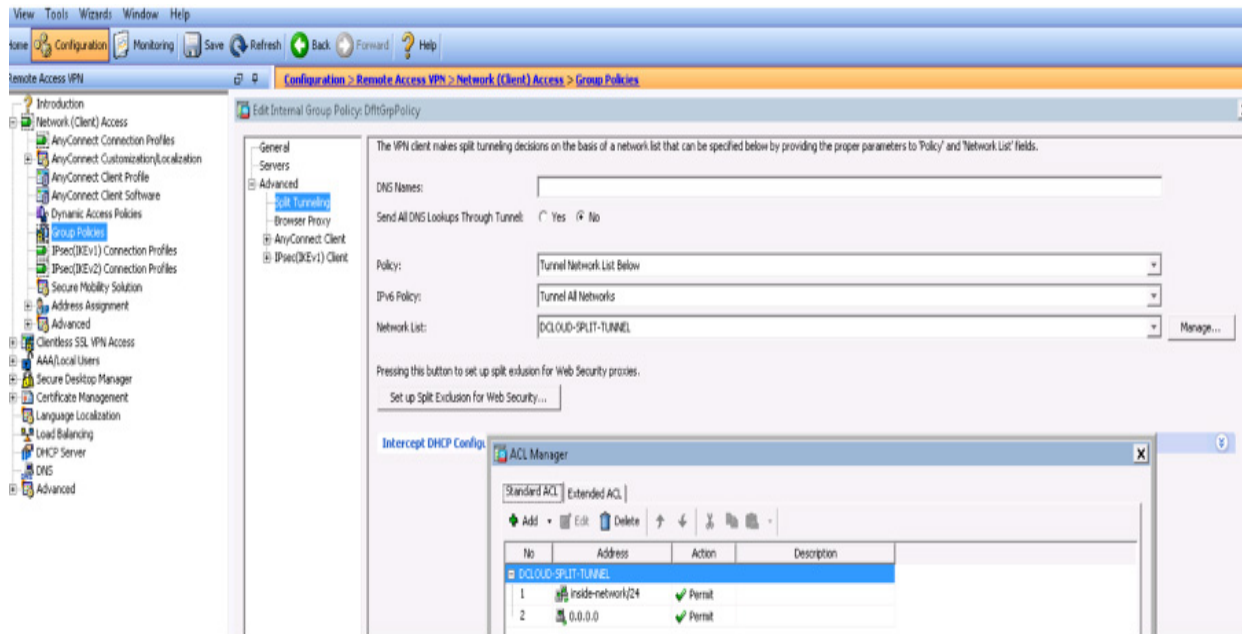 View Tools Wizards Window Help
Home Configuration Monitoring Save Refresh Back Forward Help
Remote Access VPN
Configuration > Remote Access VPN > Network (Client) Access > Group Policies
Introduction
Network (Client) Access
AnyConnect Connection Profiles
AnyConnect Customization/Localization
AnyConnect Client Profile
AnyConnect Client Software
Dynamic Access Policies
Group Policies
IPsec(IKEv1) Connection Profiles
IPsec(IKEv2) Connection Profiles
Secure Mobility Solution
Address Assignment
Advanced
Clientless SSL VPN Access
AAA/Local Users
Secure Desktop Manager
Certificate Management
Language Localization
Load Balancing
DHCP Server
DNS
Advanced
Edit Internal Group Policy: DfltGrpPolicy
General
Servers
Advanced
Split Tunneling
Browser Proxy
AnyConnect Client
IPsec(IKEv1) Client
The VPN client makes split tunneling decisions on the basis of a network list that can be specified below by providing the proper parameters to 'Policy' and 'Network List' fields.
DNS Names:
Send All DNS Lookups Through Tunnel: Yes No
Policy: Tunnel Network List Below
IPv6 Policy: Tunnel All Networks
Network List: DCLOUD-SPLIT-TUNNEL Manage...
Pressing this button to set up split exlusion for Web Security proxies.
Set up Split Exclusion for Web Security...
Intercept DHCP Configu
ACL Manager
Standard ACL Extended ACL
Add Edit Delete
No Address Action Description
DCLOUD-SPLIT-TUNNEL
1 inside-network/24 Permit
2 0.0.0.0 Permit